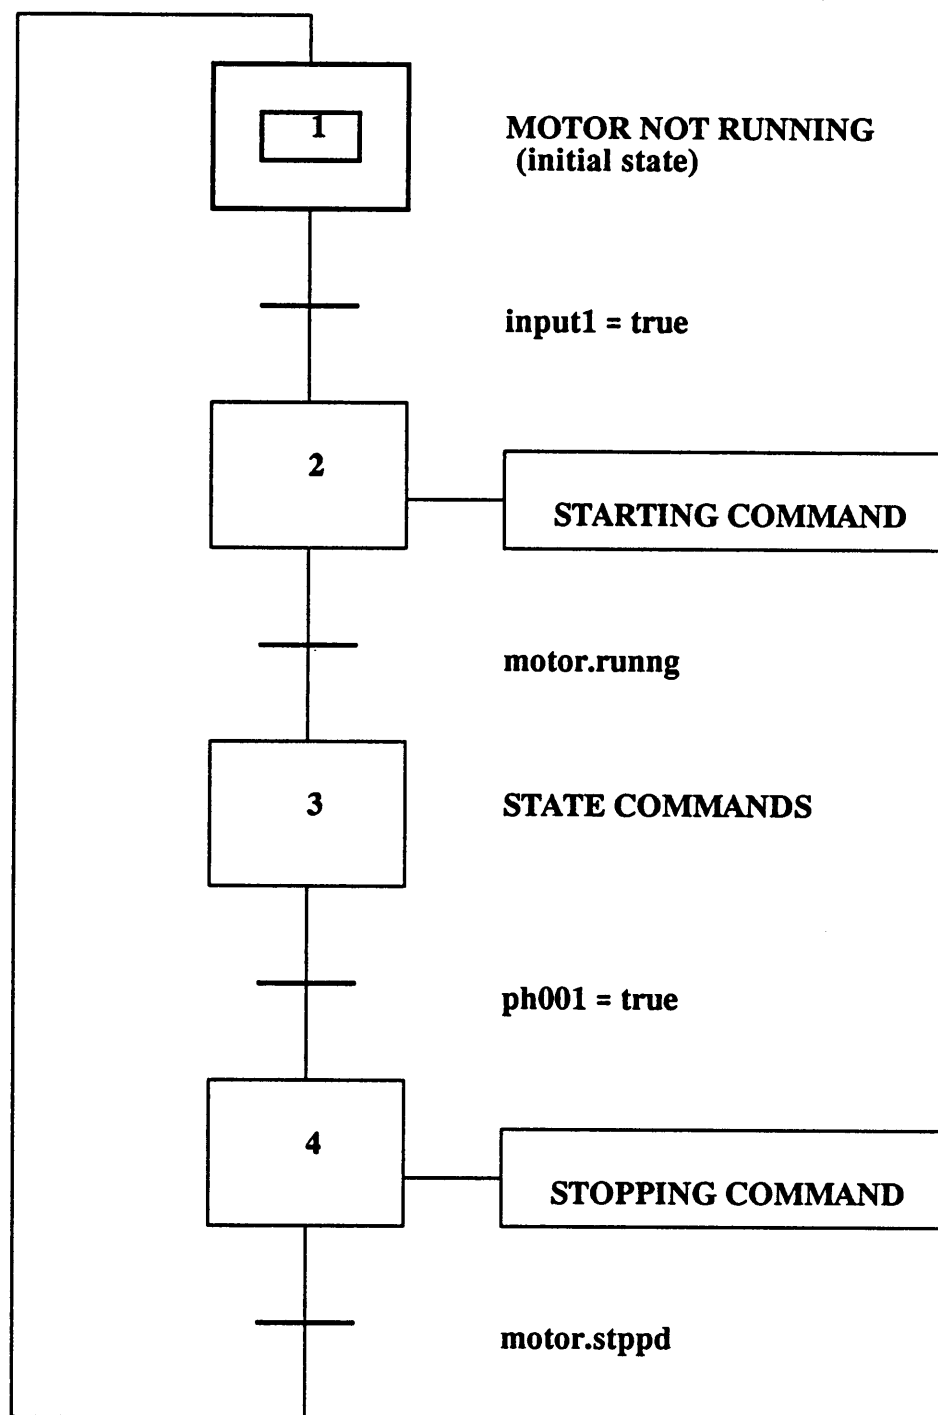 1
MOTOR NOT RUNNING
(initial state)
input1 = true
2
STARTING COMMAND
motor.runng
3
STATE COMMANDS
ph001 = true
4
STOPPING COMMAND
motor.stppd